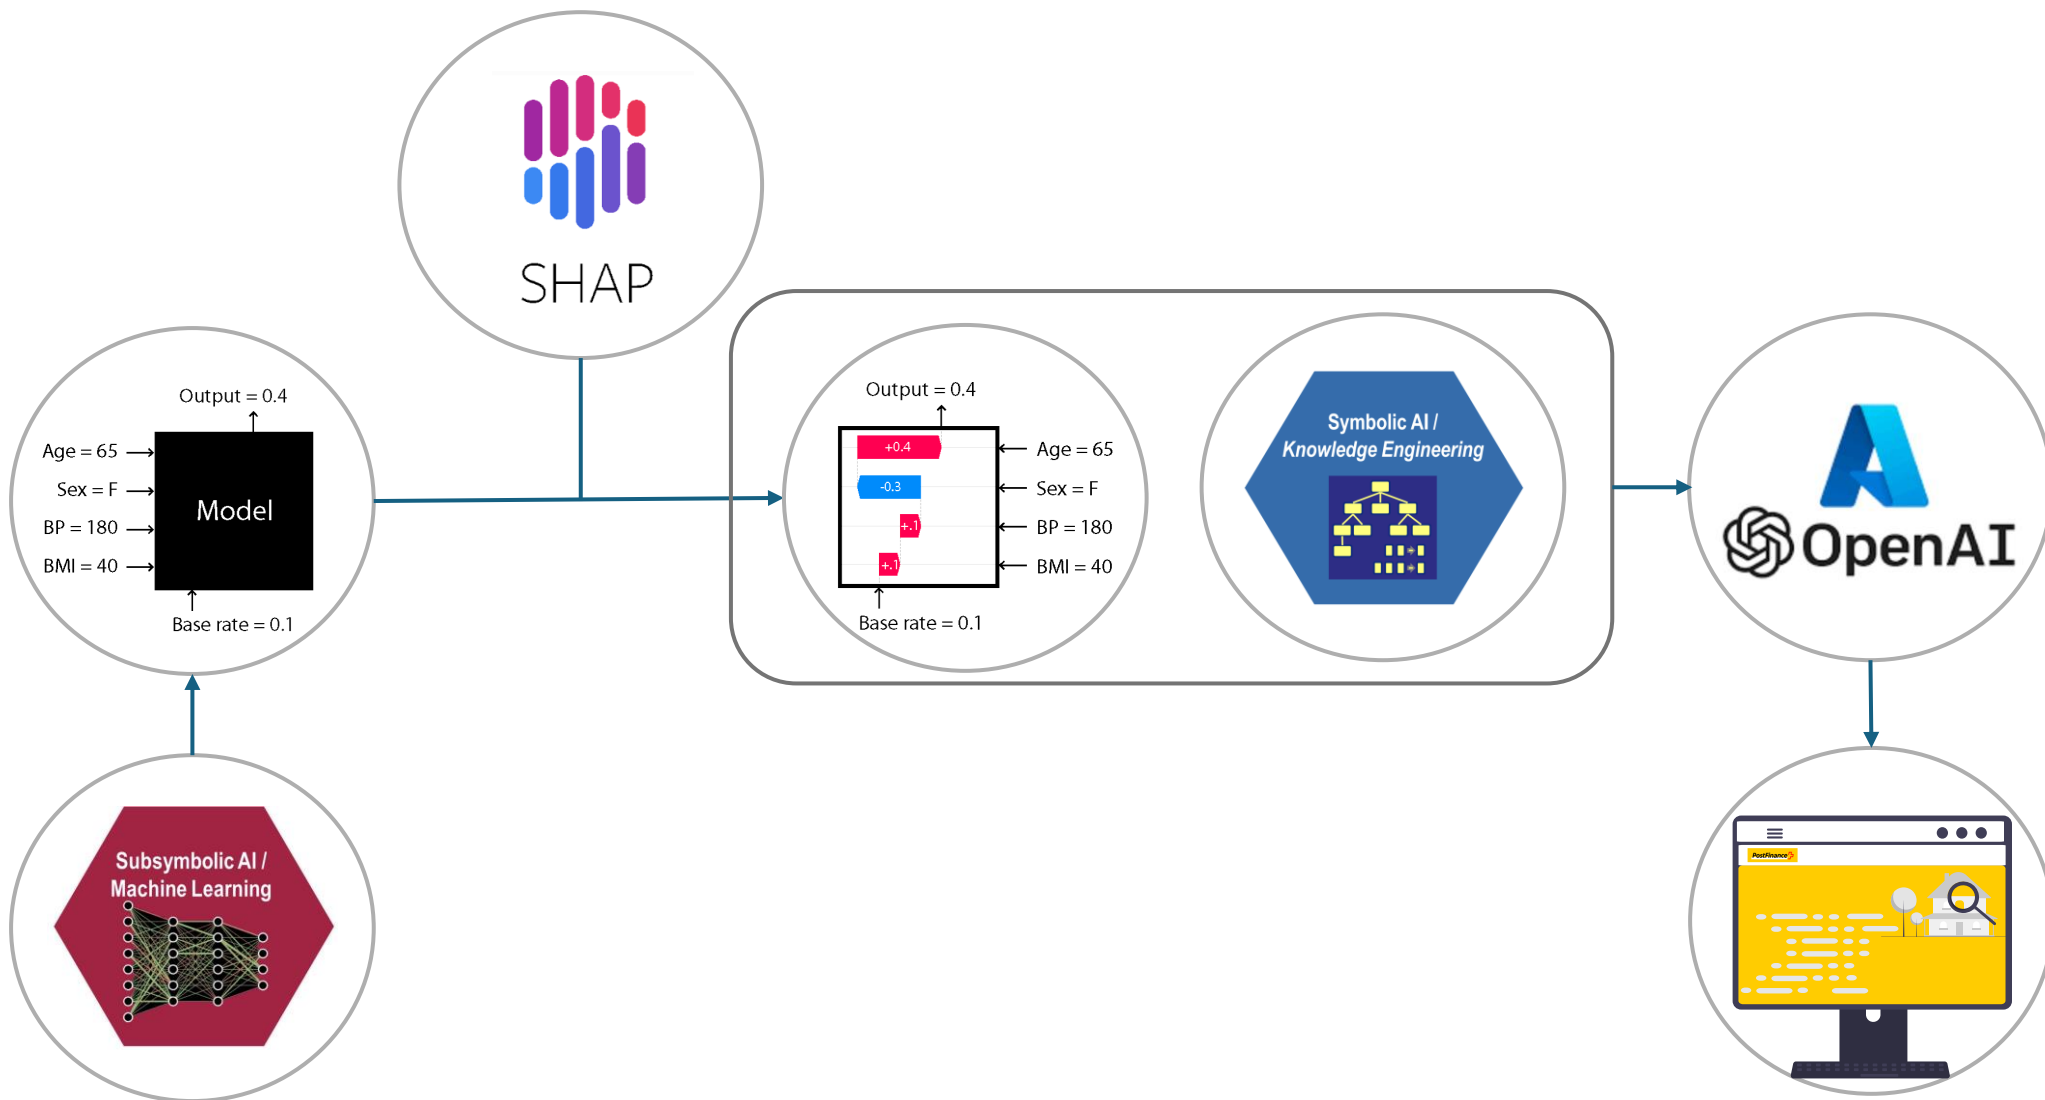 SHAP
Output = 0.4
Age = 65
Sex = F
BP = 180
BMI = 40
Model
Base rate = 0.1
Output = 0.4
+0.4
Age = 65
-0.3
Sex = F
+.1
BP = 180
+.1
BMI = 40
Base rate = 0.1
Symbolic AI /
Knowledge Engineering
OpenAI
Subsymbolic AI /
Machine Learning
PostFinance